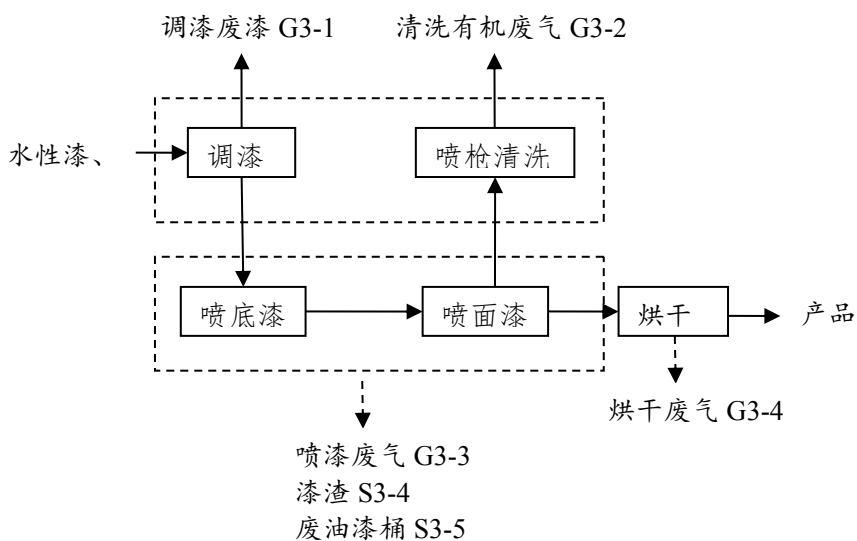 调漆废漆 G3-1
清洗有机废气 G3-2
水性漆、
调漆
喷枪清洗
喷底漆
喷面漆
烘干
产品
烘干废气 G3-4
喷漆废气 G3-3
漆渣 S3-4
废油漆桶 S3-5